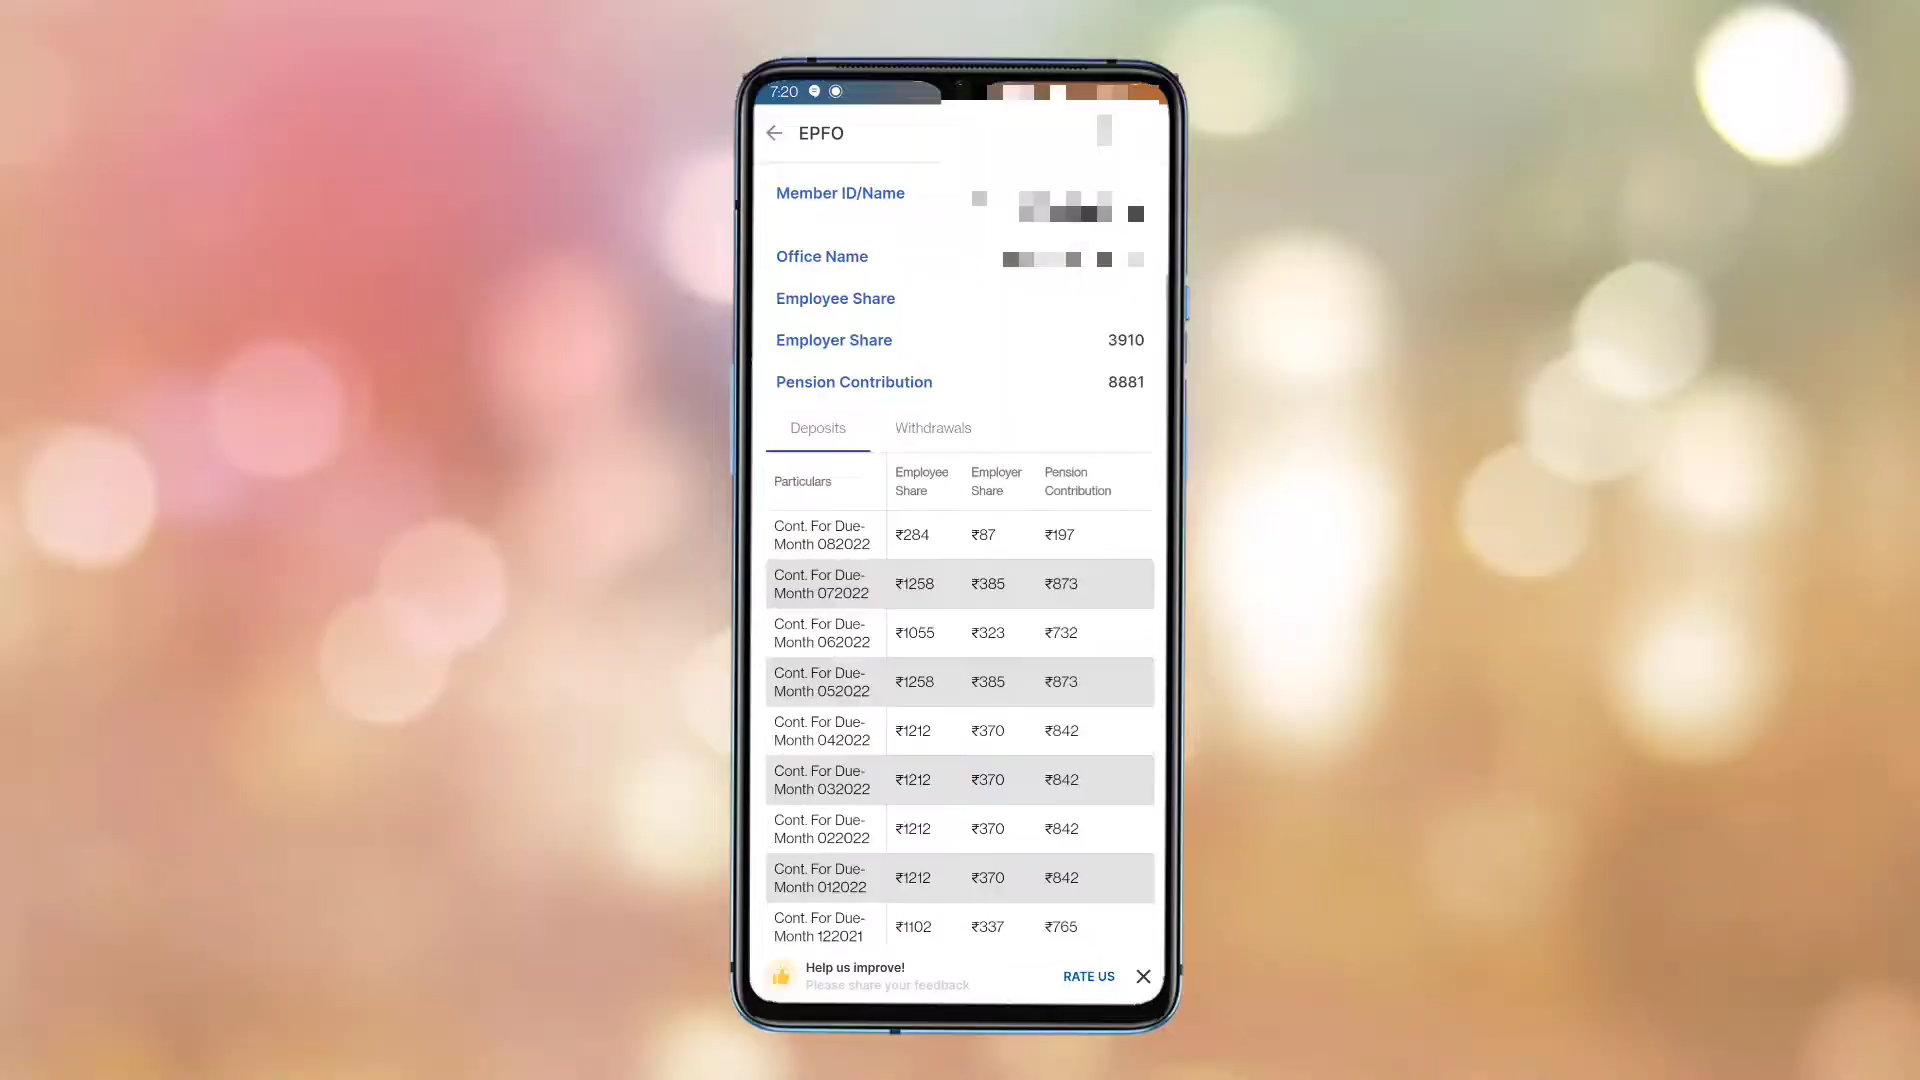 7:20
EPFO
Member ID/Name
Office Name
Employee Share
Employer Share 3910
Pension Contribution 8881
Deposits Withdrawals
Particulars Employee Share Employer Share Pension Contribution
Cont. For Due-
Month 082022 ₹284 ₹87 ₹197
Cont. For Due-
Month 072022 ₹1258 ₹385 ₹873
Cont. For Due-
Month 062022 ₹1055 ₹323 ₹732
Cont. For Due-
Month 052022 ₹1258 ₹385 ₹873
Cont. For Due-
Month 042022 ₹1212 ₹370 ₹842
Cont. For Due-
Month 032022 ₹1212 ₹370 ₹842
Cont. For Due-
Month 022022 ₹1212 ₹370 ₹842
Cont. For Due-
Month 012022 ₹1212 ₹370 ₹842
Cont. For Due-
Month 122021 ₹1102 ₹337 ₹765
Help us improve!
Please share your feedback
RATE US